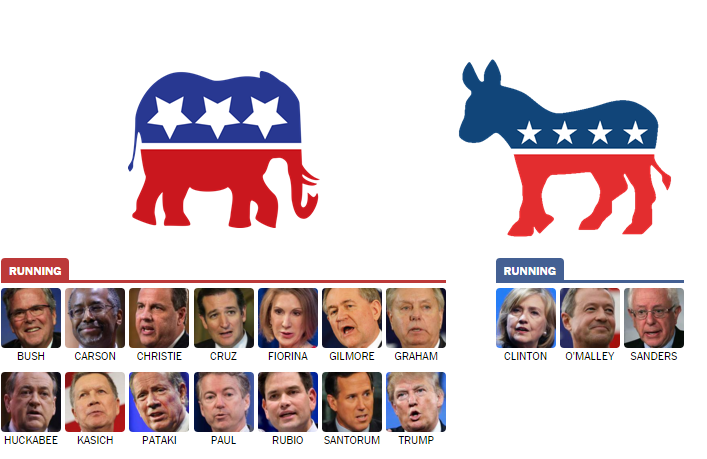 RUNNING
BUSH CARSON CHRISTIE CRUZ FIORINA GILMORE GRAHAM
HUCKABEE KASICH PATAKI PAUL RUBIO SANTORUM TRUMP
RUNNING
CLINTON O'MALLEY SANDERS